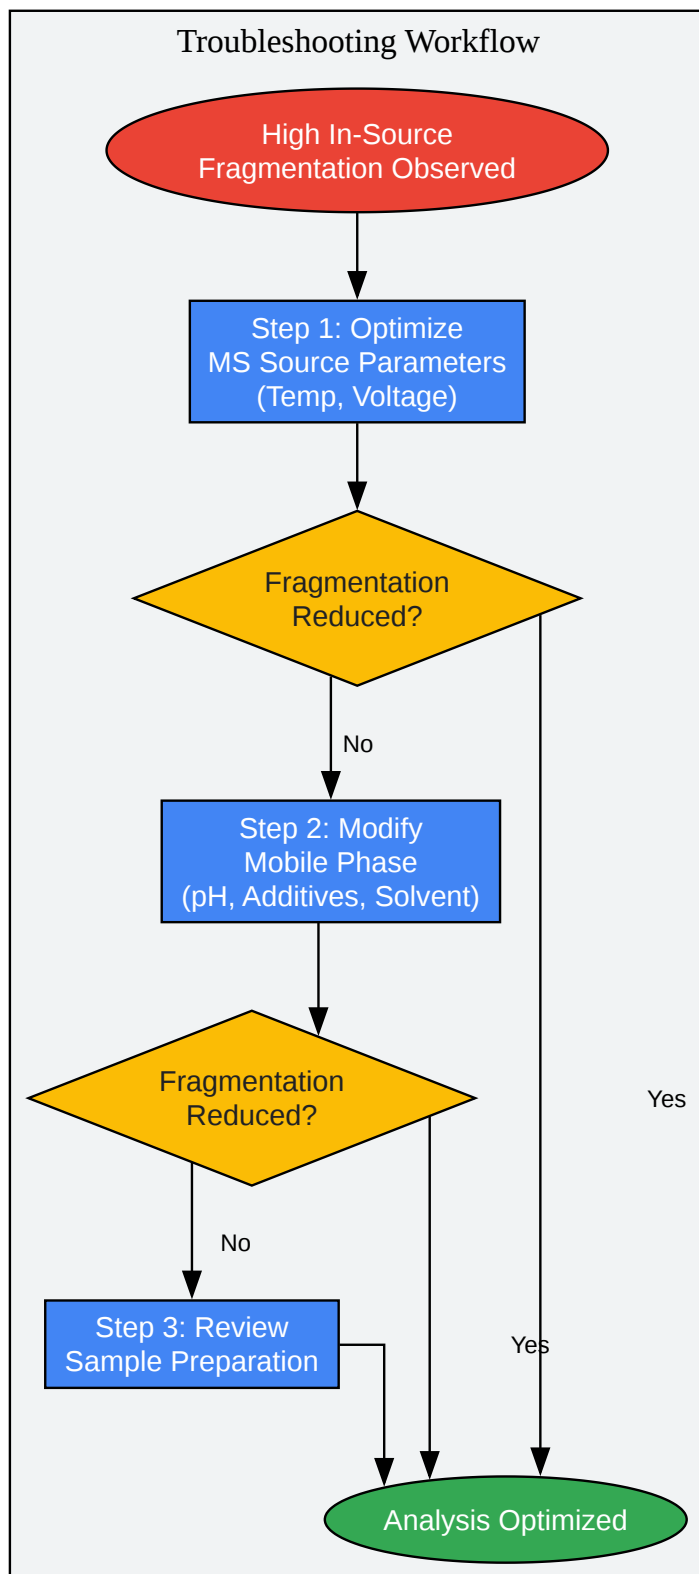 Troubleshooting Workflow
High In-Source
Fragmentation Observed
Step 1: Optimize
MS Source Parameters
(Temp, Voltage)
Fragmentation
Reduced?
No
Step 2: Modify
Mobile Phase
(pH, Additives, Solvent)
Fragmentation
Reduced?
Yes
No
Step 3: Review
Sample Preparation
Yes
Analysis Optimized